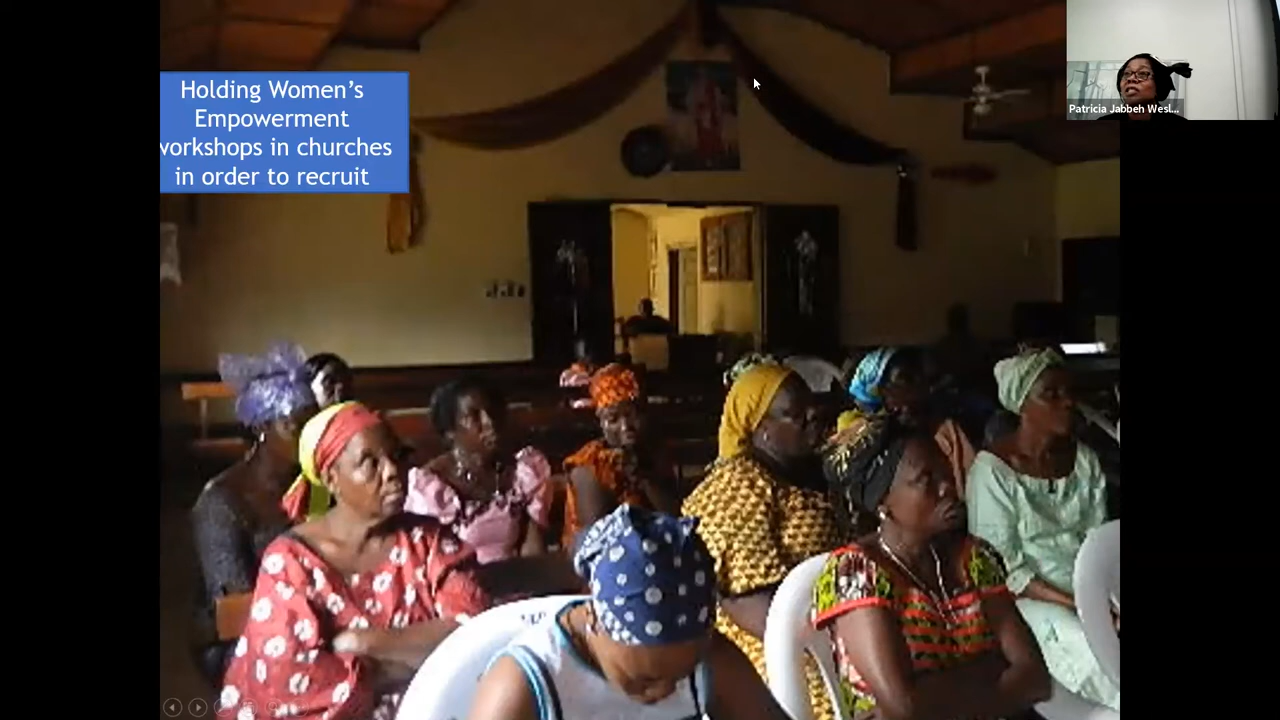 Holding Women's
Empowerment
workshops in churches
in order to recruit
Patricia Jabbeh Wesl...